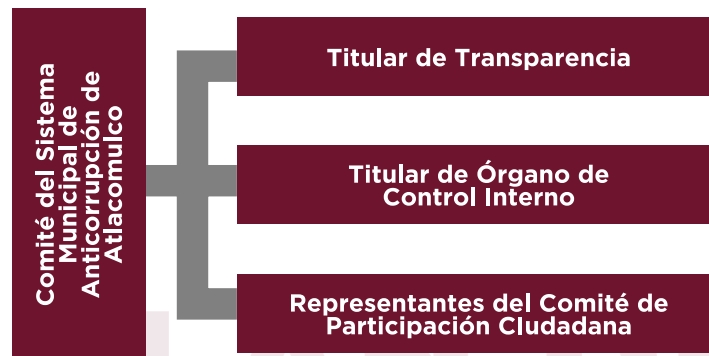 Comité del Sistema
Municipal de
Anticorrupción de
Atlacomulco
Titular de Transparencia
Titular de Órgano de
Control Interno
Representantes del Comité de
Participación Ciudadana